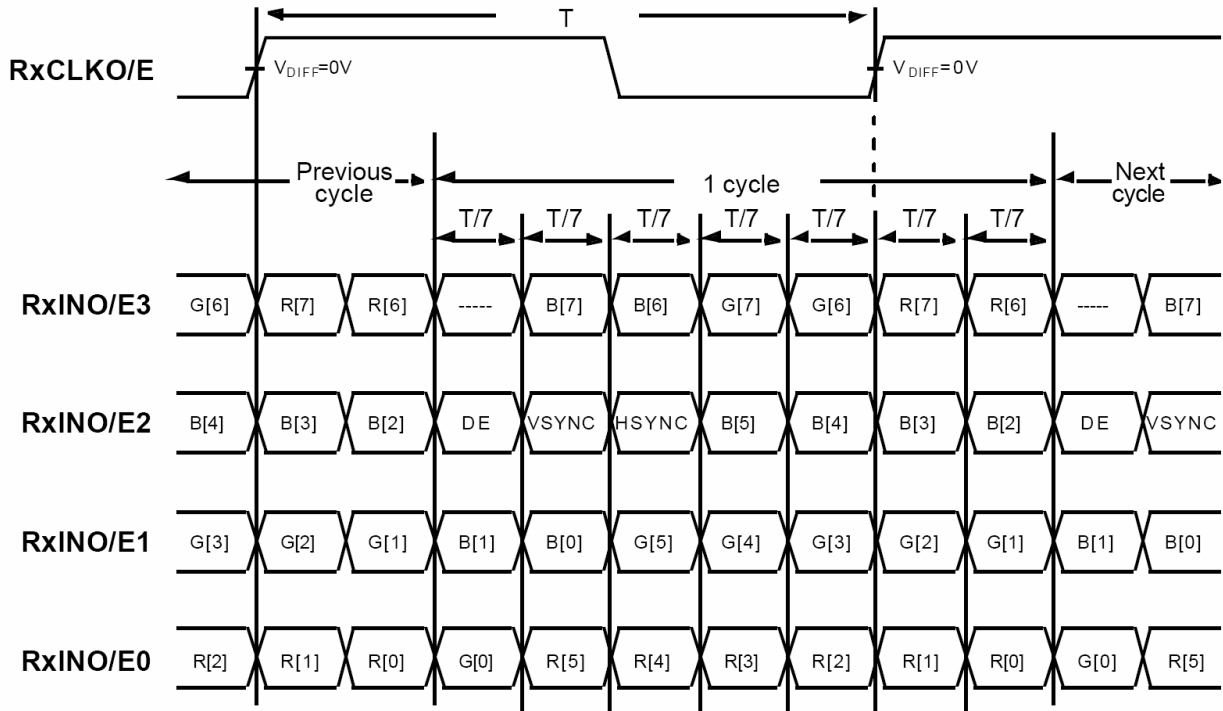 T
RxCLKO/E
VDIFF=0V
VDIFF=0V
Previous cycle
1 cycle
Next cycle
T/7 T/7 T/7 T/7 T/7 T/7 T/7
RxINO/E3 G[6] R[7] R[6] ----- B[7] B[6] G[7] G[6] R[7] R[6] ----- B[7]
RxINO/E2 B[4] B[3] B[2] DE VSYNC HSYNC B[5] B[4] B[3] B[2] DE VSYNC
RxINO/E1 G[3] G[2] G[1] B[1] B[0] G[5] G[4] G[3] G[2] G[1] B[1] B[0]
RxINO/E0 R[2] R[1] R[0] G[0] R[5] R[4] R[3] R[2] R[1] R[0] G[0] R[5]